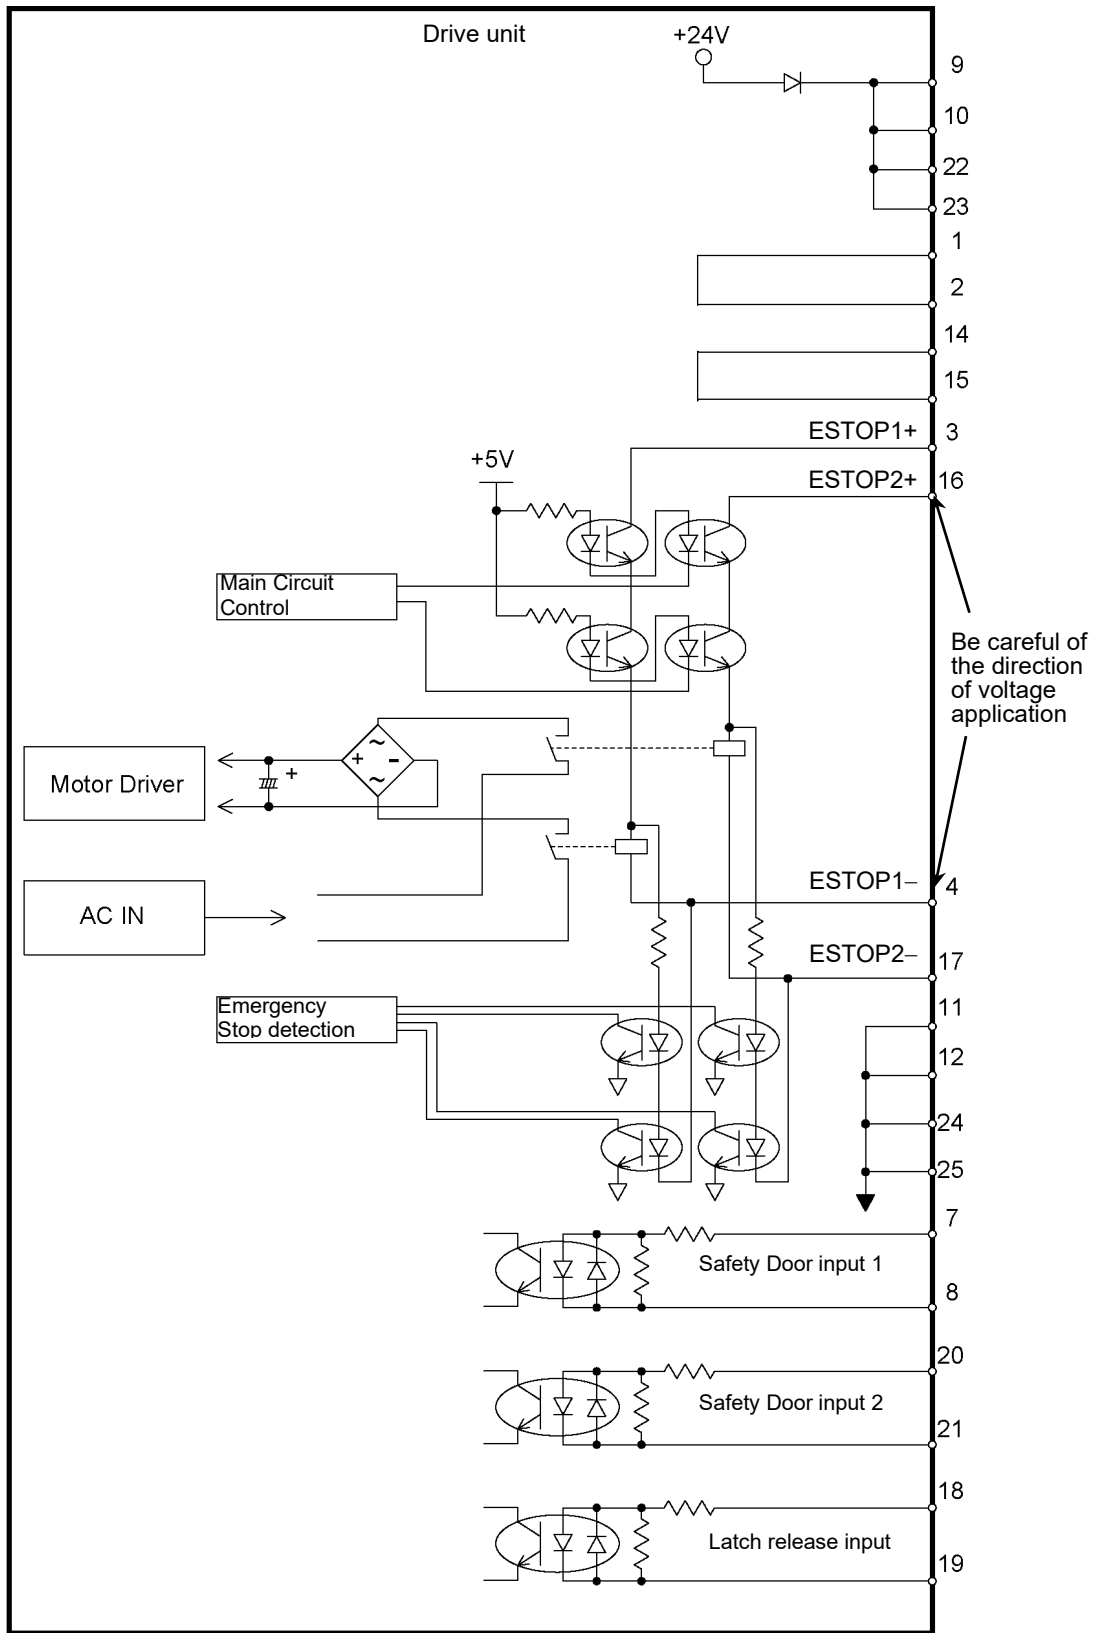 Drive unit
+24V
9
10
22
23
1
2
14
15
ESTOP1+
3
ESTOP2+
16
+5V
Main Circuit
Control
Be careful of
the direction
of voltage
application
Motor Driver
+
~
+
-
~
AC IN
ESTOP1−
4
ESTOP2−
17
Emergency
Stop detection
11
12
24
25
7
Safety Door input 1
8
20
Safety Door input 2
21
18
Latch release input
19